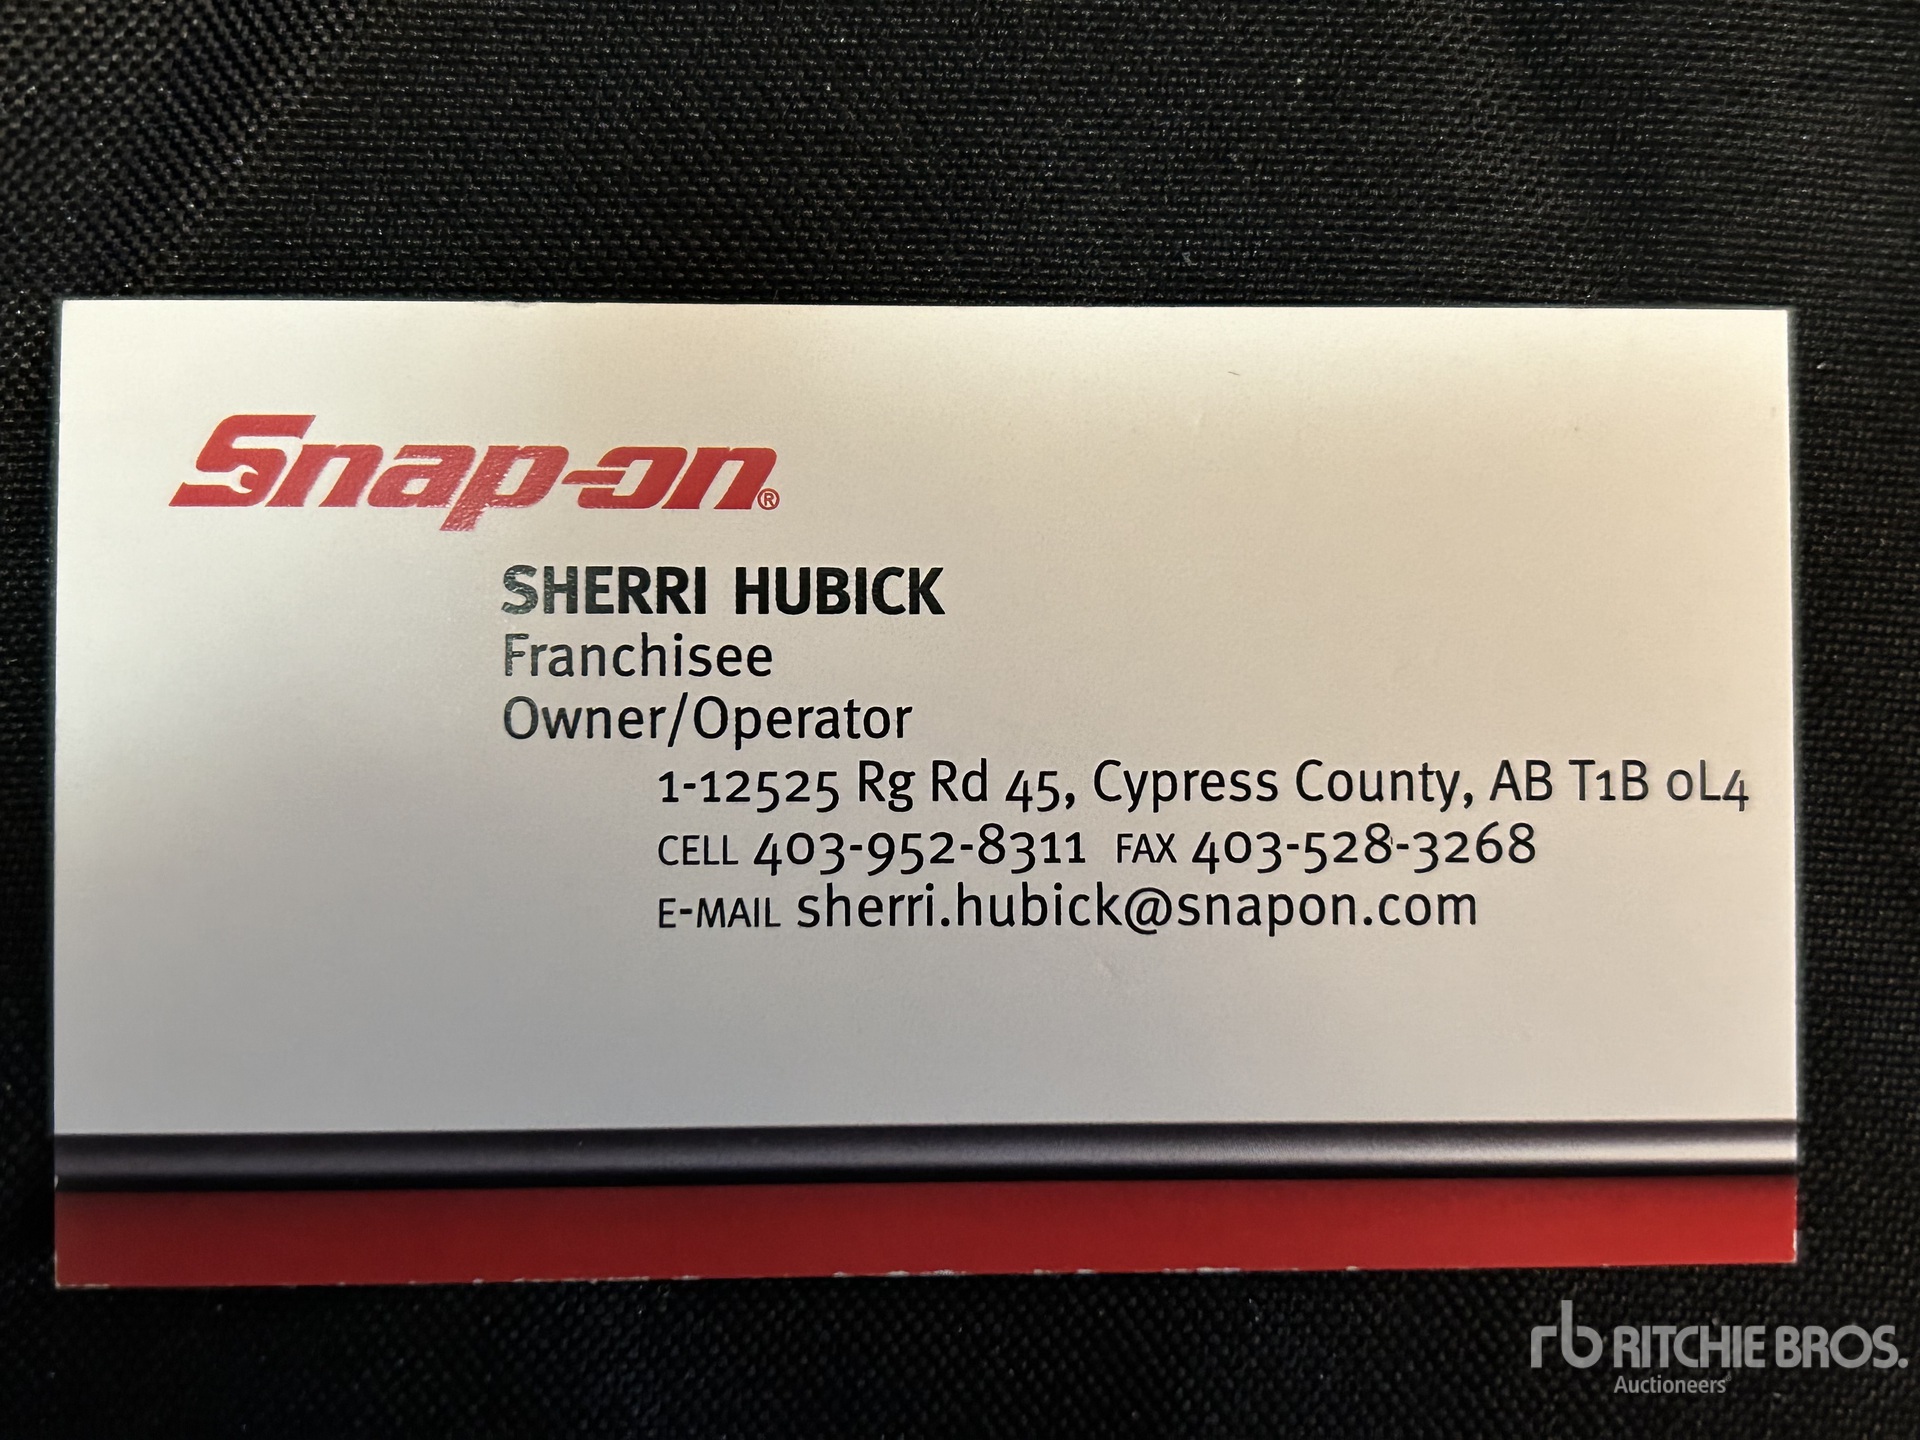 Snap-on®
SHERRI HUBICK
Franchisee
Owner/Operator
1-12525 Rg Rd 45, Cypress County, AB T1B 0L4
CELL 403-952-8311 FAX 403-528-3268
E-MAIL sherri.hubick@snapon.com
rb RITCHIE BROS.
Auctioneers